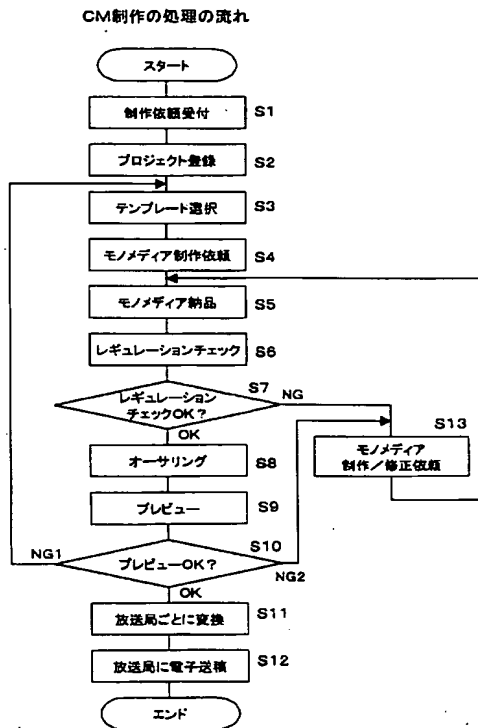 CM制作の処理の流れ
スタート
制作依頼受付 S1
プロジェクト登録 S2
テンプレート選択 S3
モノメディア制作依頼 S4
モノメディア納品 S5
レギュレーションチェック S6
S7
レギュレーション
チェックOK？
NG
OK
S13
モノメディア
制作／修正依頼
オーサリング S8
プレビュー S9
S10
プレビューOK？
NG1
NG2
OK
放送局ごとに変換 S11
放送局に電子送稿 S12
エンド